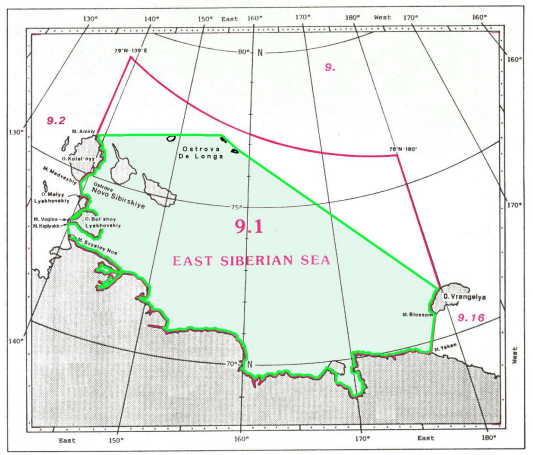 130° 140° 150° East 160° 170° 180° West 170° 160°
79°N-139°E
80° N
9.
160°
9.2
M. Anisiy
130°
Ostrova
De Longa
76°N-180°
O. Kotel'nyy
M. Medvezhiy
Ostrova
Novo Sibirskiye
O. Malyy
Lyakhovskiy
75°
170°
M. Vagina
O. Bol'shoy
Lyakhovskiy
M. Kigilyakh
9.1
M. Svyatoy Nos
EAST SIBERIAN SEA
O. Vrangelya
M. Blossom
9.16
140°
M. Yakan
West
70° N
East 150° 160° 170° East 180°